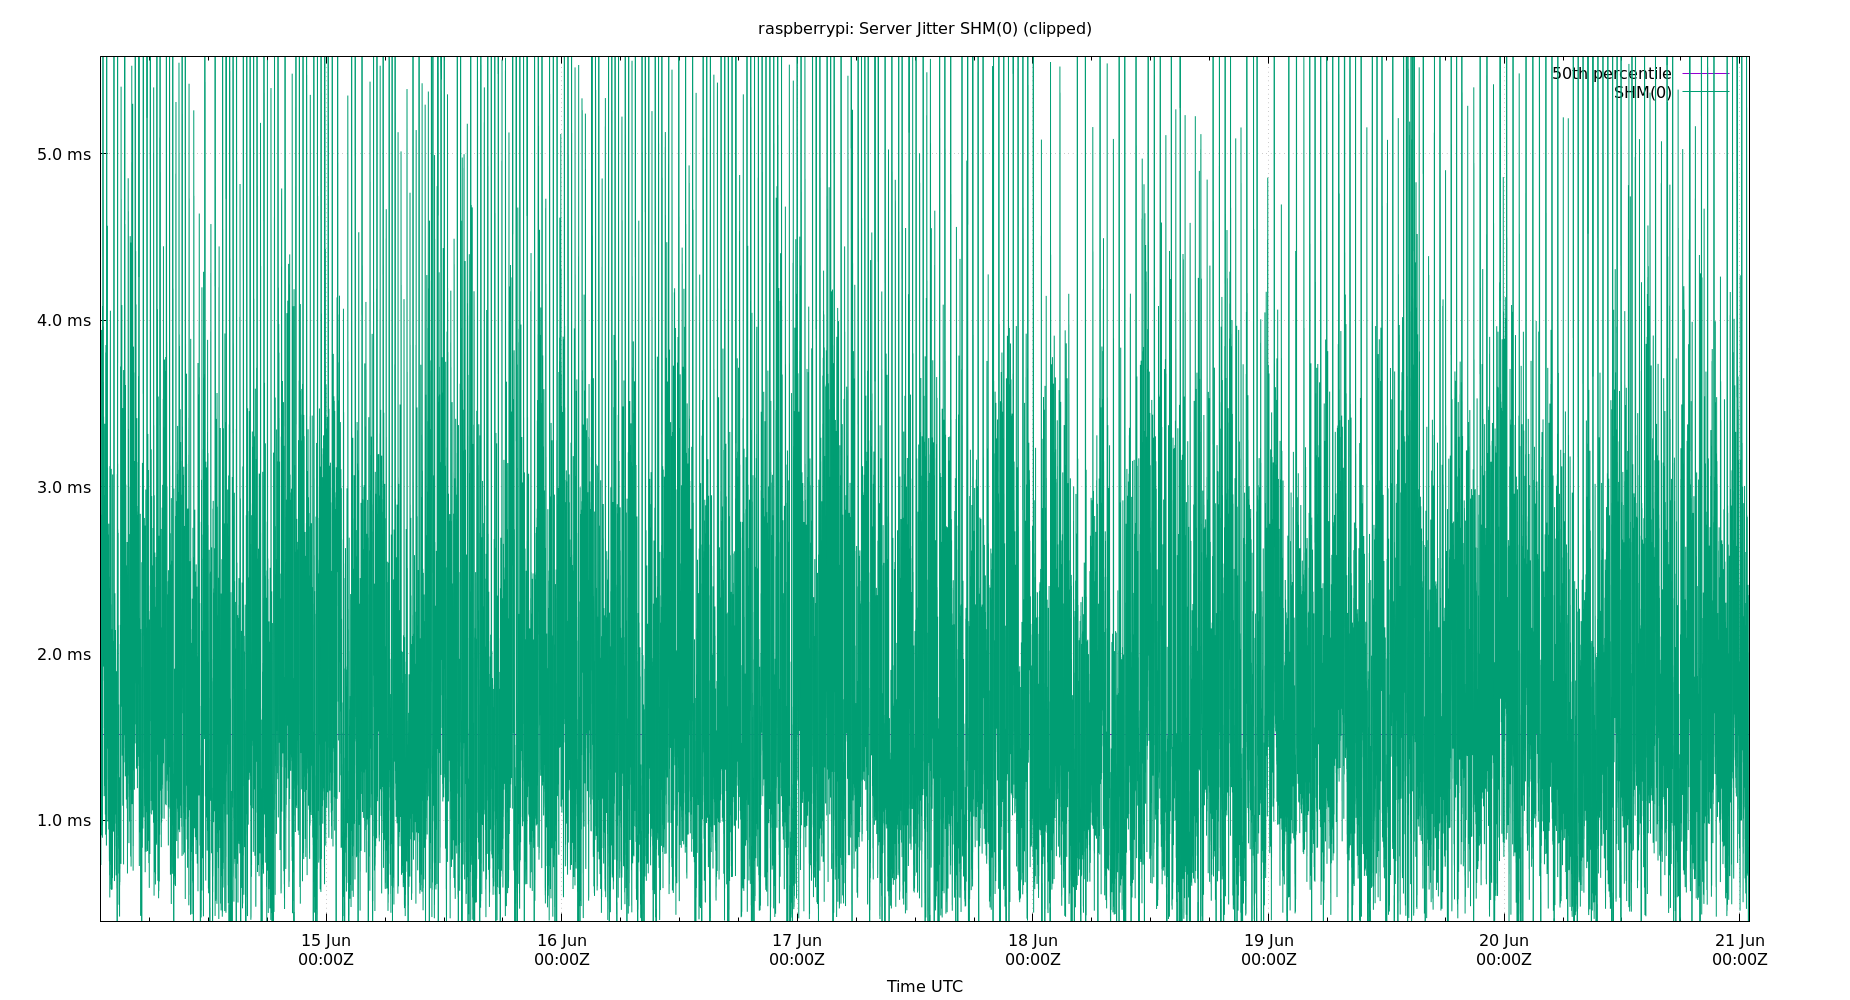 raspberrypi: Server Jitter SHM(0) (clipped)
50th percentile
SHM(0)
5.0 ms
4.0 ms
3.0 ms
2.0 ms
1.0 ms
15 Jun 16 Jun 17 Jun 18 Jun 19 Jun 20 Jun 21 Jun
00:00Z 00:00Z 00:00Z 00:00Z 00:00Z 00:00Z 00:00Z
Time UTC